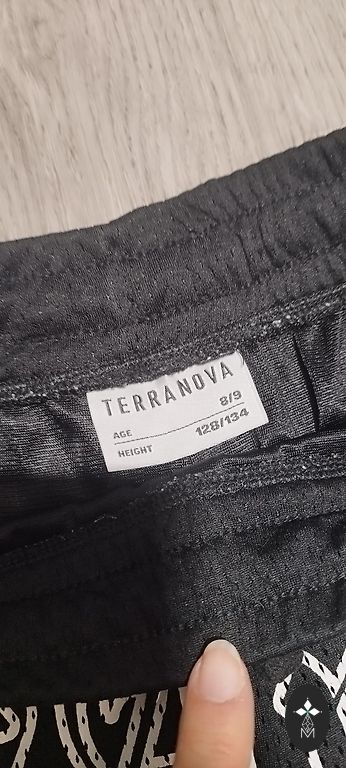 TERRANOVA
AGE 8/9
HEIGHT 128/134